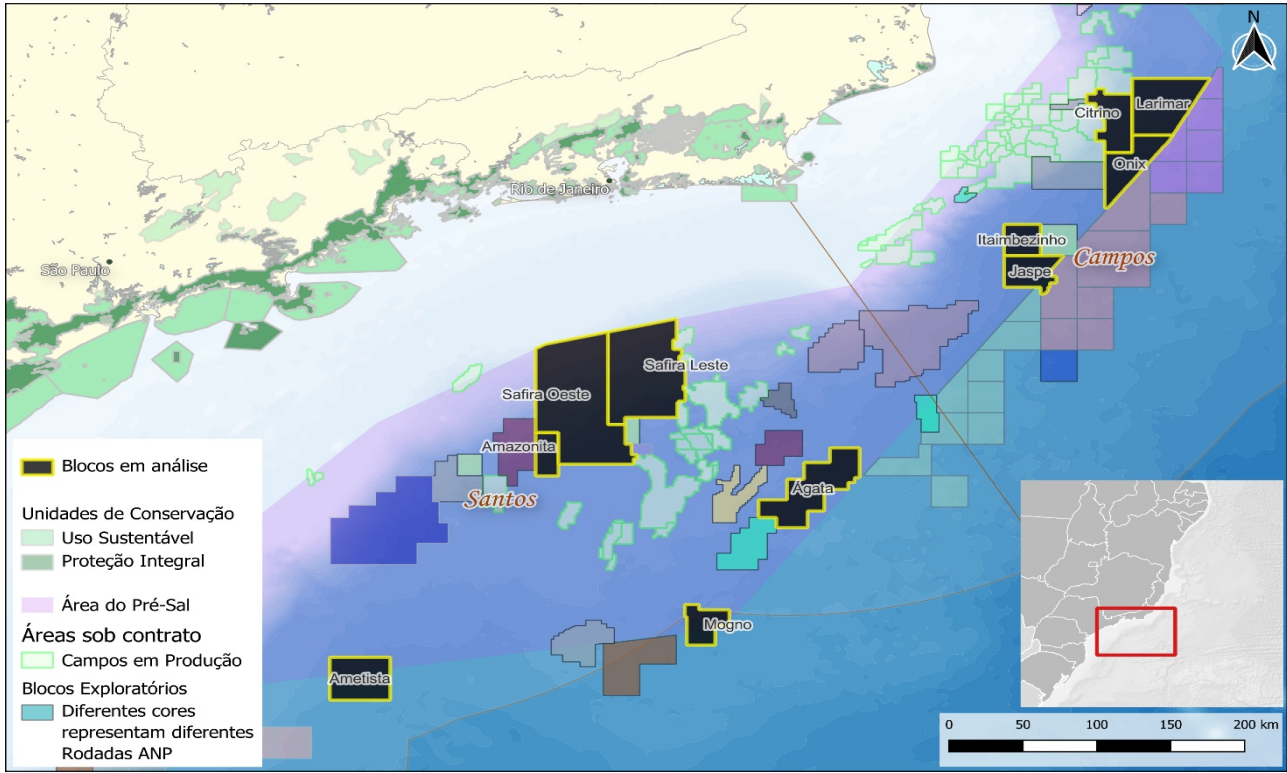 N
Larimar
Citrino
Onix
Rio de Janeiro
Itaimbezinho
Campos
São Paulo
Jaspe
Safira Leste
Safira Oeste
Amazonita
Blocos em análise
Santos
Ágata
Unidades de Conservação
Uso Sustentável
Proteção Integral
Área do Pré-Sal
Mogno
Áreas sob contrato
Campos em Produção
Ametista
Blocos Exploratórios
Diferentes cores
representam diferentes
Rodadas ANP
0 50 100 150 200 km